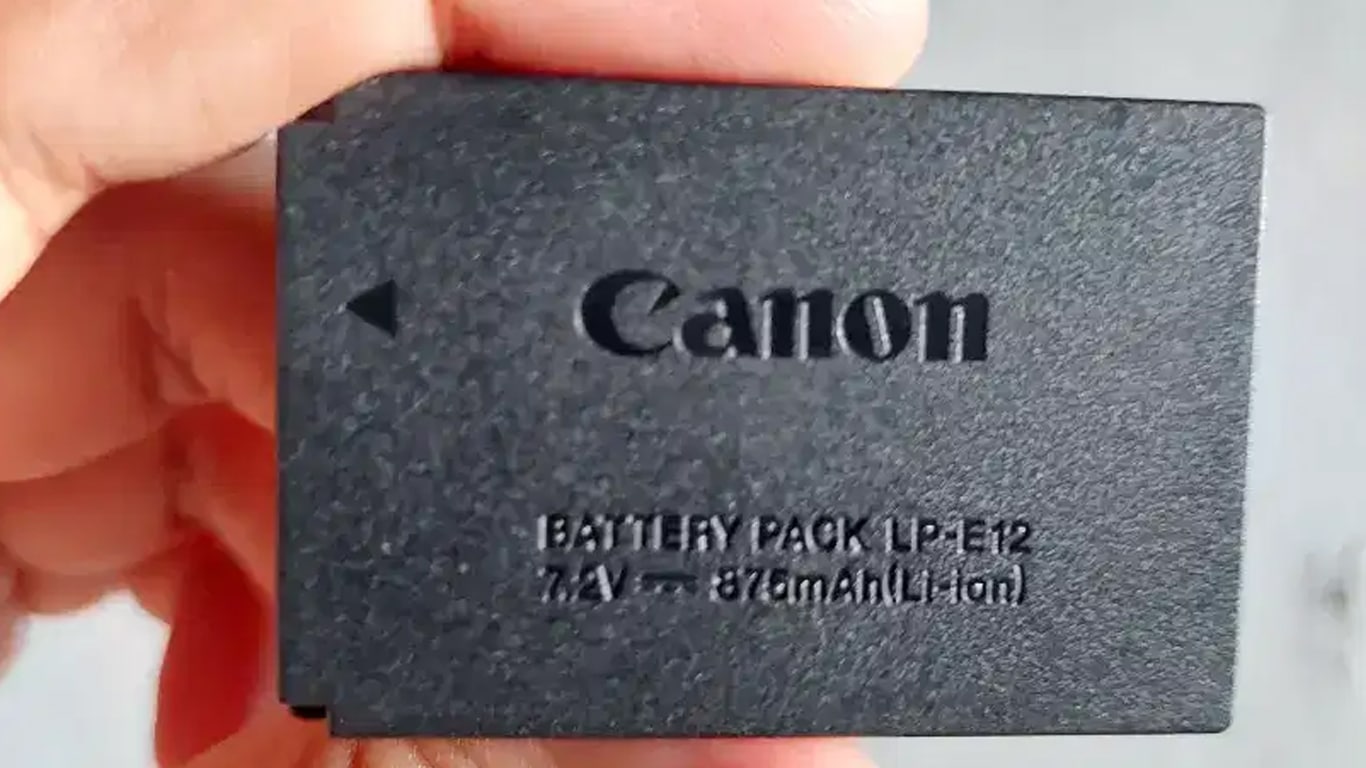 Canon
BATTERY PACK LP-E12
7.2V ⎓ 875mAh(Li-ion)